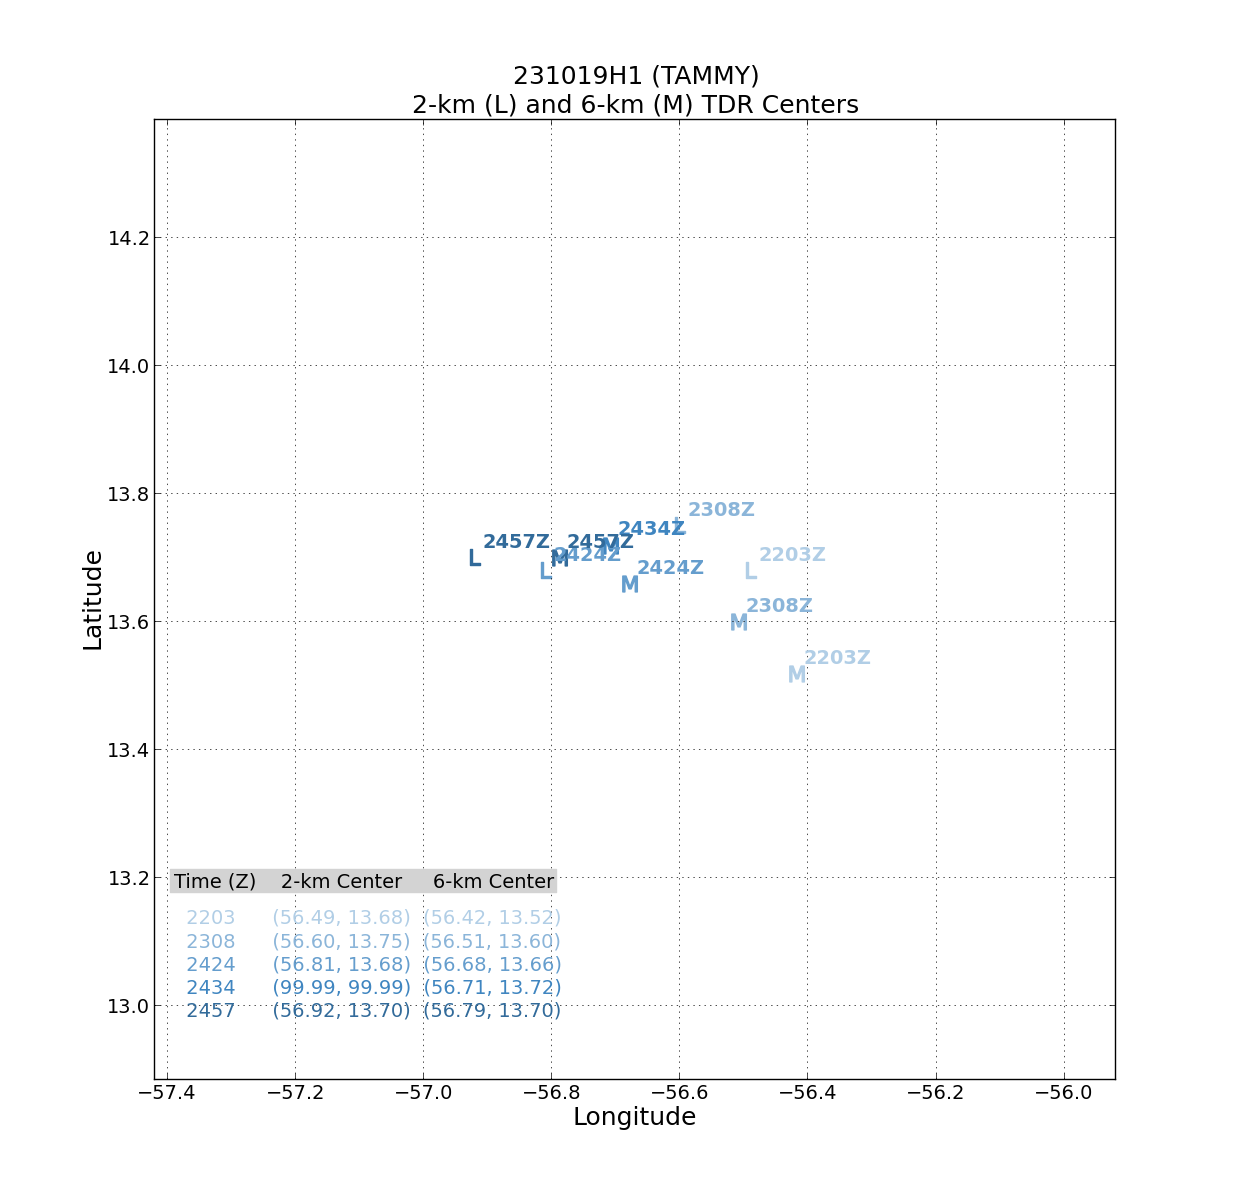 231019H1 (TAMMY)
2-km (L) and 6-km (M) TDR Centers
14.2
14.0
13.8
13.6
13.4
13.2
13.0
Latitude
2308Z
L
2434Z
M
2457Z
L
2457Z
M
2424Z
L
2424Z
M
2203Z
L
2308Z
M
2203Z
M
Time (Z) 2-km Center 6-km Center
2203 (56.49, 13.68) (56.42, 13.52)
2308 (56.60, 13.75) (56.51, 13.60)
2424 (56.81, 13.68) (56.68, 13.66)
2434 (99.99, 99.99) (56.71, 13.72)
2457 (56.92, 13.70) (56.79, 13.70)
−57.4 −57.2 −57.0 −56.8 −56.6 −56.4 −56.2 −56.0
Longitude